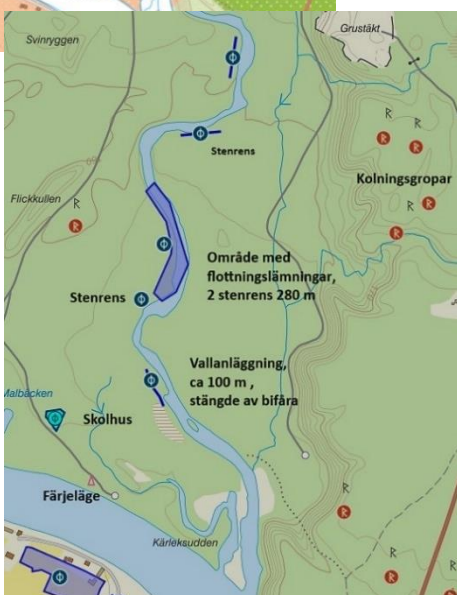 Svinryggen
Grustäkt
Stenrens
Kolningsgropar
Flickkullen
Område med
flottningslämningar,
2 stenrens 280 m
Stenrens
Vallanläggning,
ca 100 m ,
stängde av bifåra
Malbäcken
Skolhus
Färjeläge
Kärleksudden